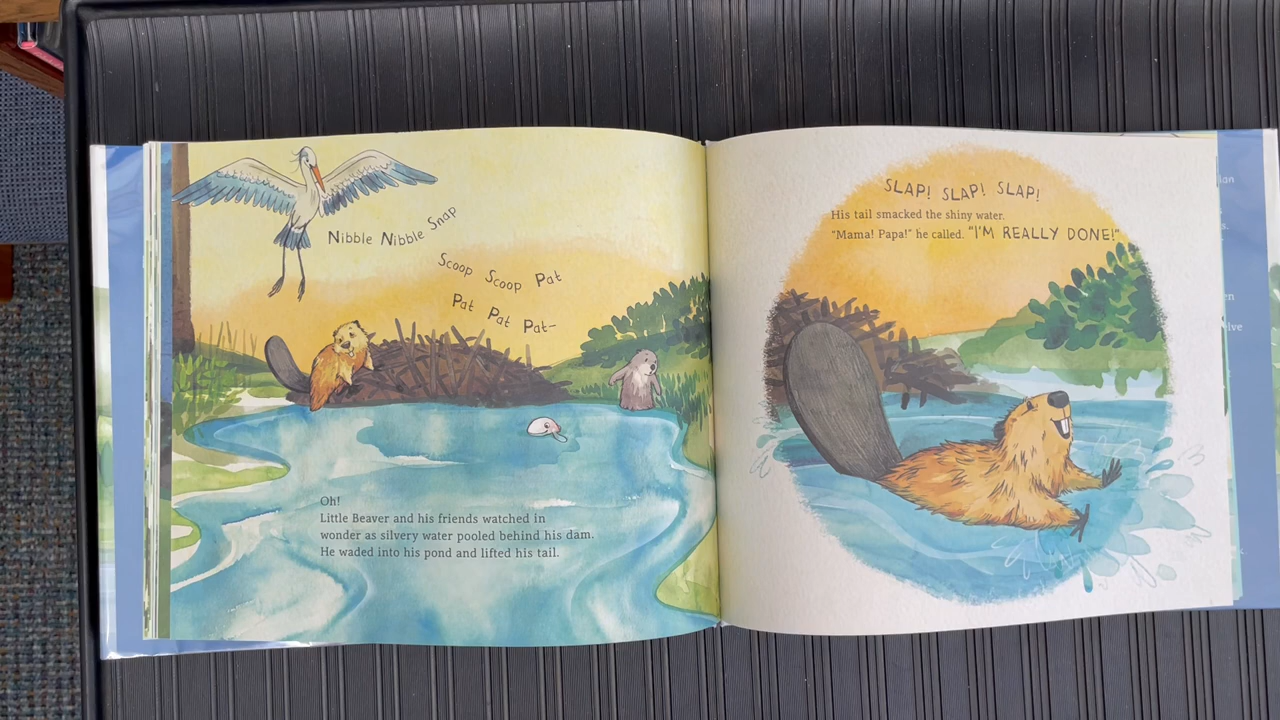 Nibble Nibble Snap
Scoop Scoop Pat
Pat Pat Pat–
Oh!
Little Beaver and his friends watched in
wonder as silvery water pooled behind his dam.
He waded into his pond and lifted his tail.
SLAP! SLAP! SLAP!
His tail smacked the shiny water.
"Mama! Papa!" he called. "I'M REALLY DONE!"